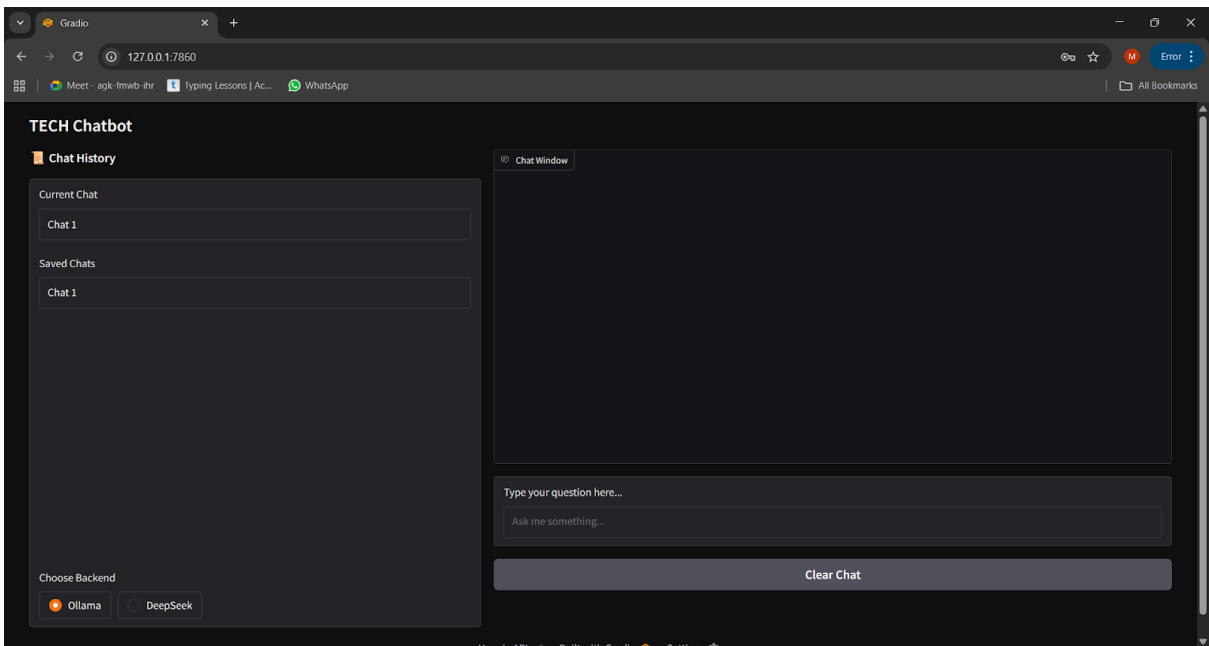 Gradio
127.0.0.1:7860
M
Error
Meet - agk-fmwb-ihr
Typing Lessons | Ac...
WhatsApp
All Bookmarks
TECH Chatbot
Chat History
Current Chat
Chat 1
Saved Chats
Chat 1
Choose Backend
Ollama
DeepSeek
Chat Window
Type your question here...
Ask me something...
Clear Chat